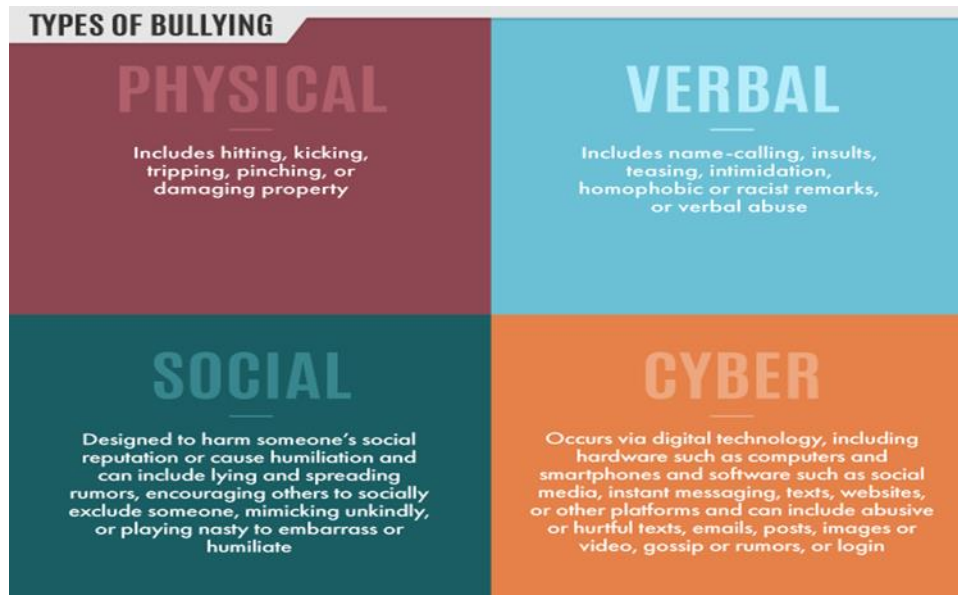 TYPES OF BULLYING
PHYSICAL
Includes hitting, kicking,
tripping, pinching, or
damaging property
VERBAL
Includes name-calling, insults,
teasing, intimidation,
homophobic or racist remarks,
or verbal abuse
SOCIAL
Designed to harm someone's social
reputation or cause humiliation and
can include lying and spreading
rumors, encouraging others to socially
exclude someone, mimicking unkindly,
or playing nasty to embarrass or
humiliate
CYBER
Occurs via digital technology, including
hardware such as computers and
smartphones and software such as social
media, instant messaging, texts, websites,
or other platforms and can include abusive
or hurtful texts, emails, posts, images or
video, gossip or rumors, or login